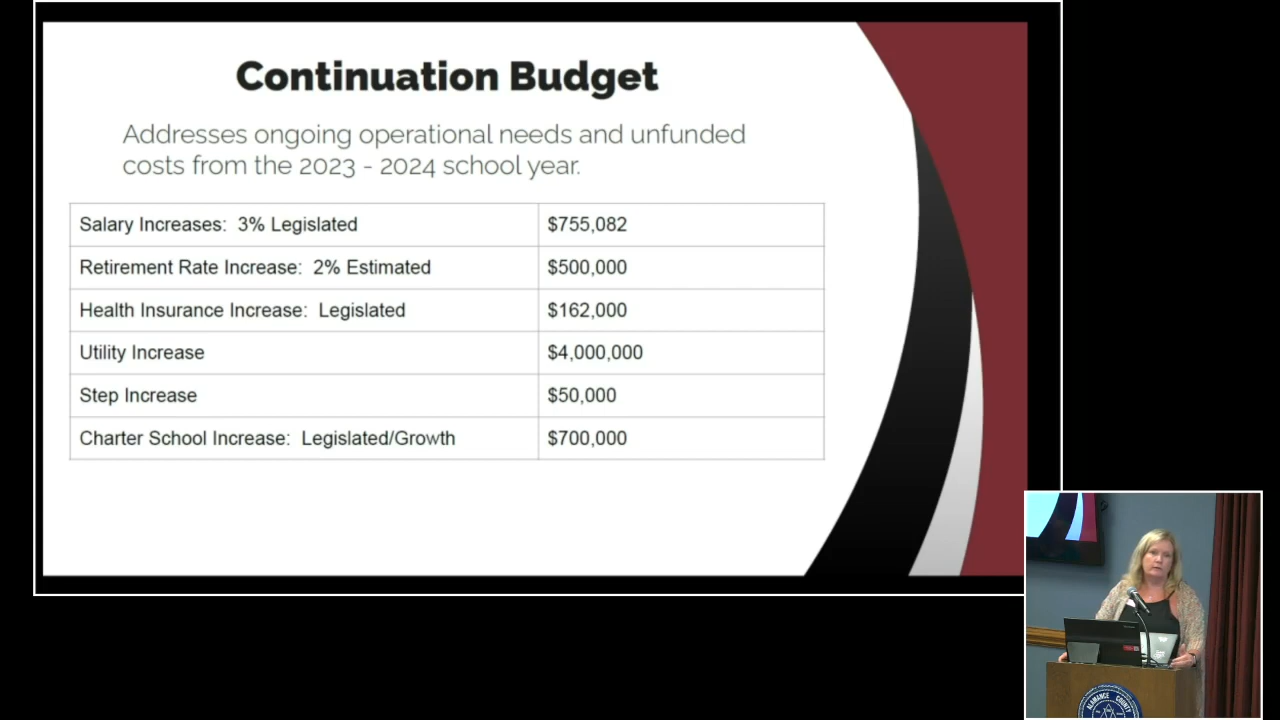 Continuation Budget
Addresses ongoing operational needs and unfunded
costs from the 2023 - 2024 school year.
Salary Increases: 3% Legislated $755,082
Retirement Rate Increase: 2% Estimated $500,000
Health Insurance Increase: Legislated $162,000
Utility Increase $4,000,000
Step Increase $50,000
Charter School Increase: Legislated/Growth $700,000
ALAMANCE COUNTY